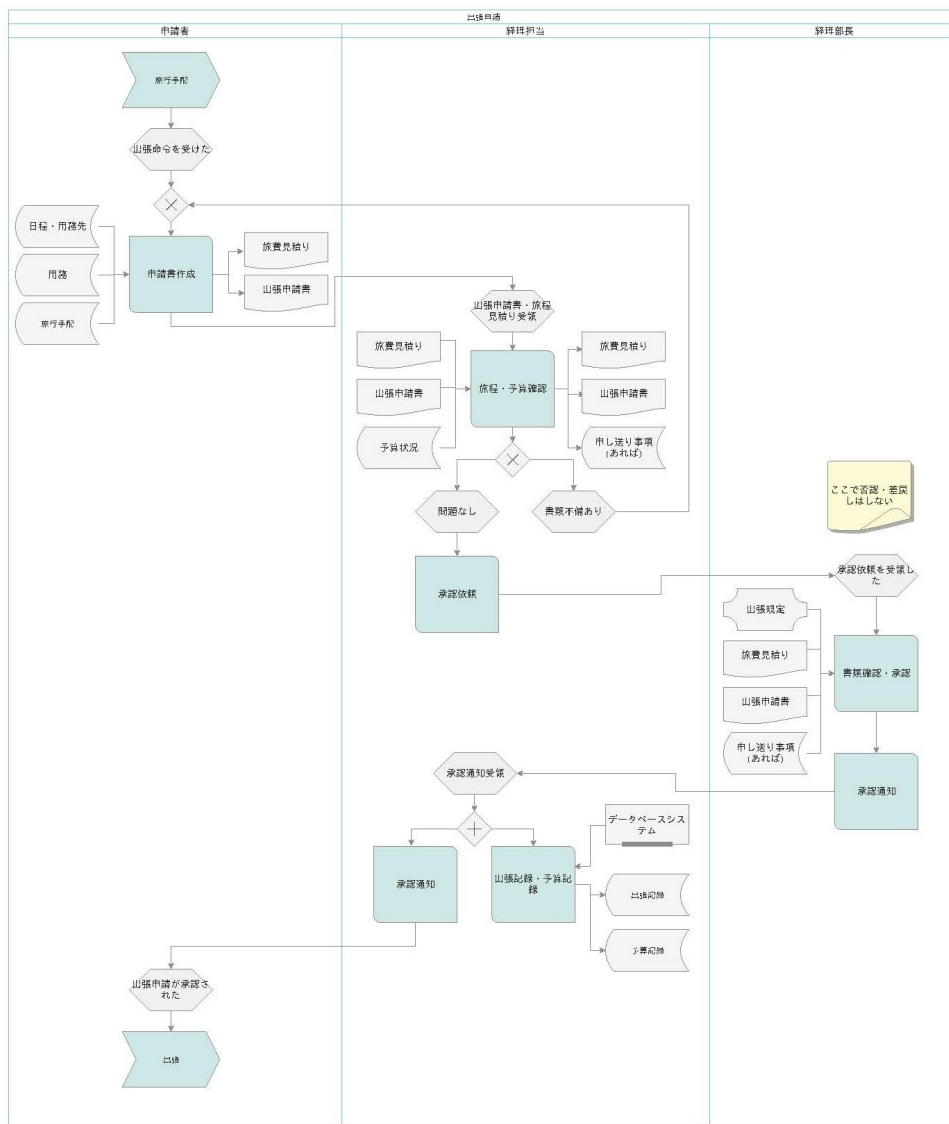 出張申請
申請者
経理担当
経理部長
旅行手配
出張命令を受けた
日程・用務先
用務
旅行手配
申請書作成
旅費見積り
出張申請書
出張申請書・旅程
見積り受領
旅費見積り
出張申請書
予算状況
旅程・予算確認
旅費見積り
出張申請書
申し送り事項
(あれば)
問題なし
書類不備あり
承認依頼
ここで否認・差戻
しはしない
承認依頼を受領し
た
出張規定
旅費見積り
出張申請書
申し送り事項
(あれば)
書類確認・承認
承認通知
承認通知受領
データベースシス
テム
承認通知
出張記録・予算記
録
出張記録
予算記録
出張申請が承認さ
れた
出張